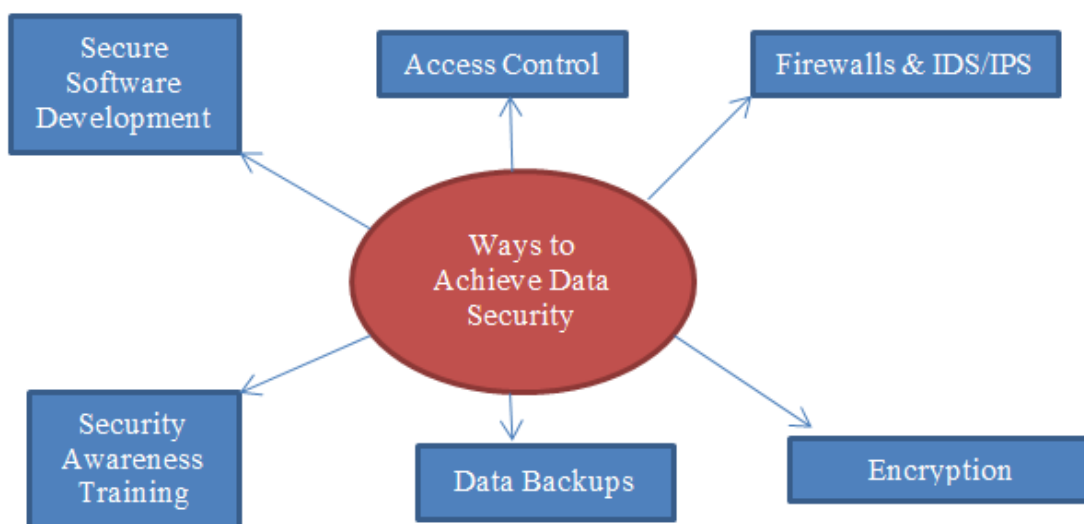 Secure
Software
Development
Access Control
Firewalls & IDS/IPS
Ways to
Achieve Data
Security
Security
Awareness
Training
Data Backups
Encryption